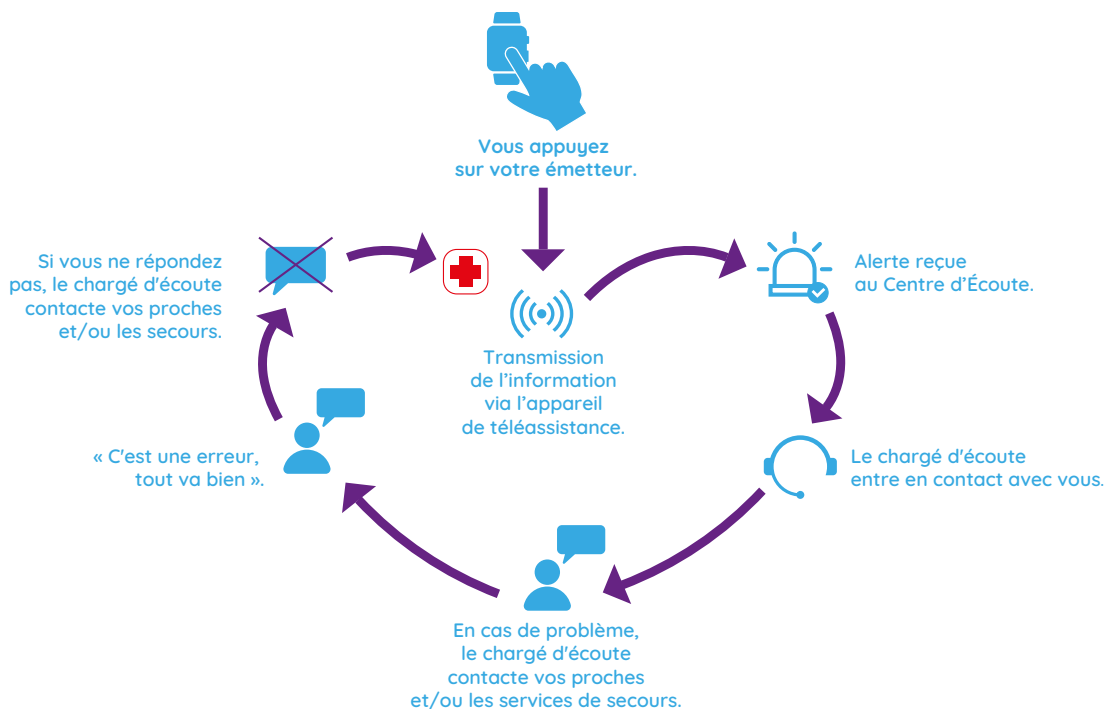 Vous appuyez
sur votre émetteur.
Transmission
de l'information
via l'appareil
de téléassistance.
Alerte reçue
au Centre d'Écoute.
Le chargé d'écoute
entre en contact avec vous.
En cas de problème,
le chargé d'écoute
contacte vos proches
et/ou les services de secours.
« C'est une erreur,
tout va bien ».
Si vous ne répondez
pas, le chargé d'écoute
contacte vos proches
et/ou les secours.